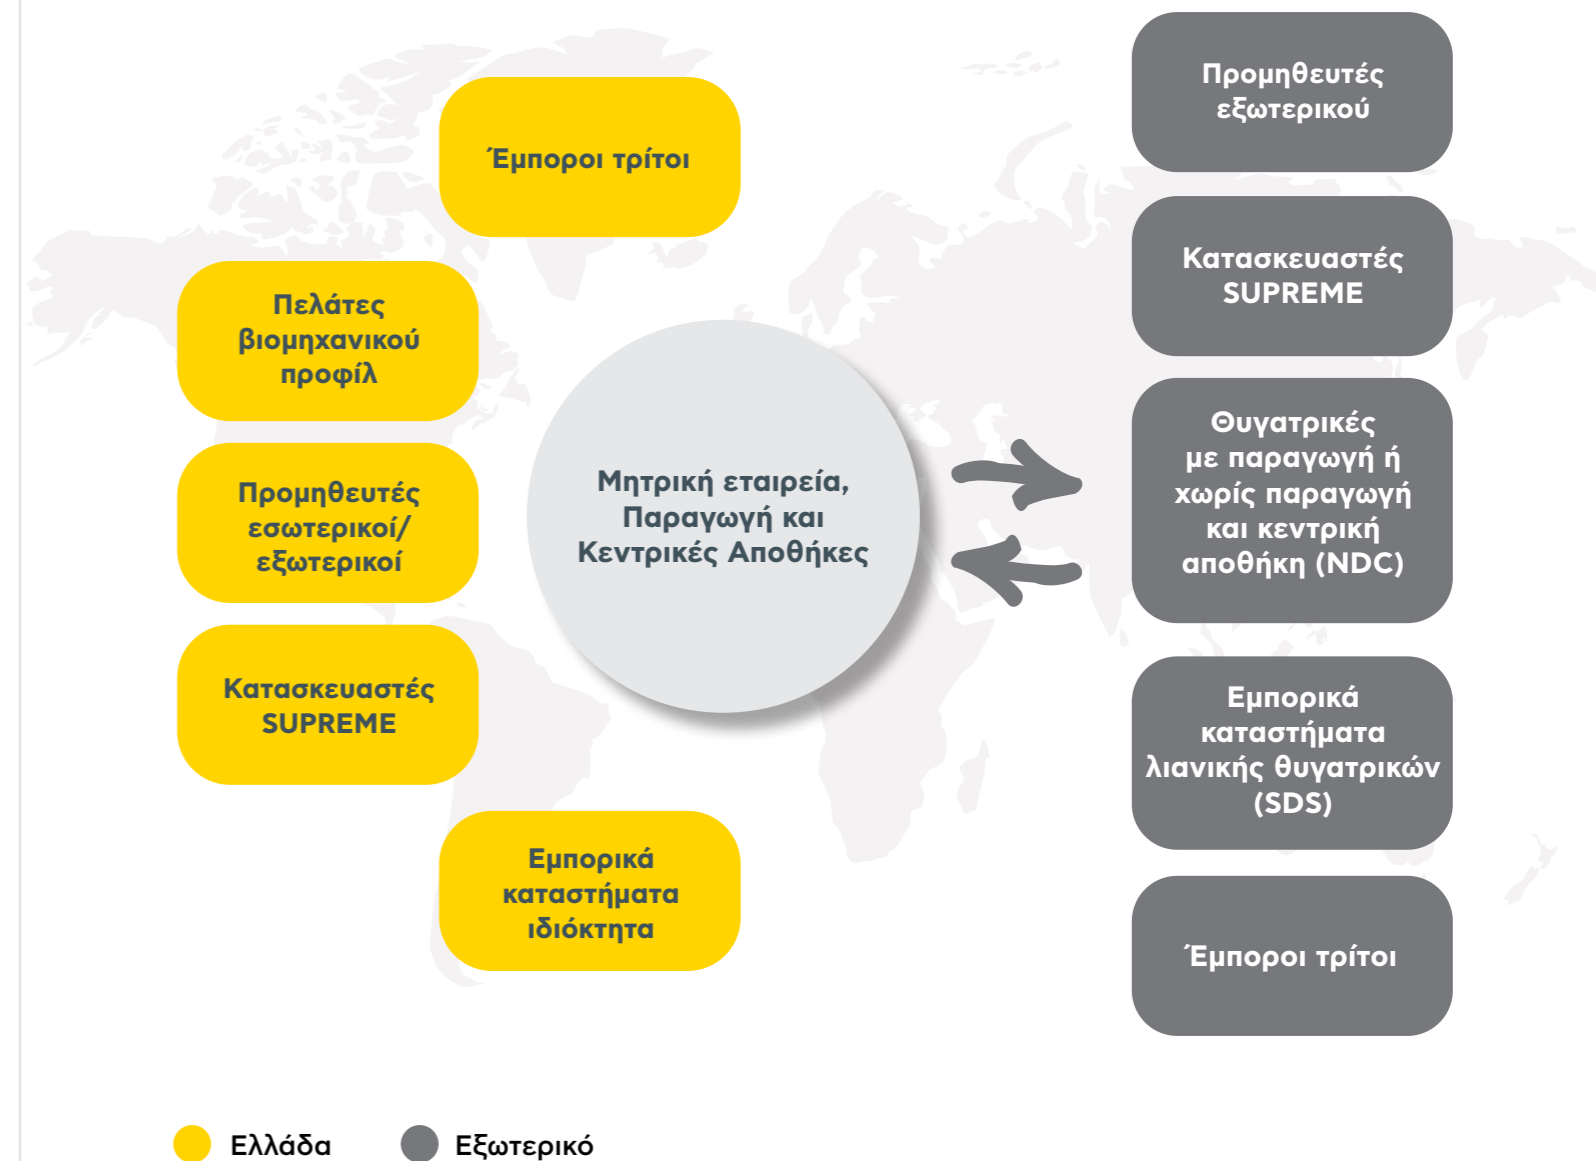 Έμποροι τρίτοι
Πελάτες
βιομηχανικού
προφίλ
Προμηθευτές
εσωτερικοί/
εξωτερικοί
Κατασκευαστές
SUPREME
Εμπορικά
καταστήματα
ιδιόκτητα
Μητρική εταιρεία,
Παραγωγή και
Κεντρικές Αποθήκες
Προμηθευτές
εξωτερικού
Κατασκευαστές
SUPREME
Θυγατρικές
με παραγωγή ή
χωρίς παραγωγή
και κεντρική
αποθήκη (NDC)
Εμπορικά
καταστήματα
λιανικής θυγατρικών
(SDS)
Έμποροι τρίτοι
Ελλάδα
Εξωτερικό